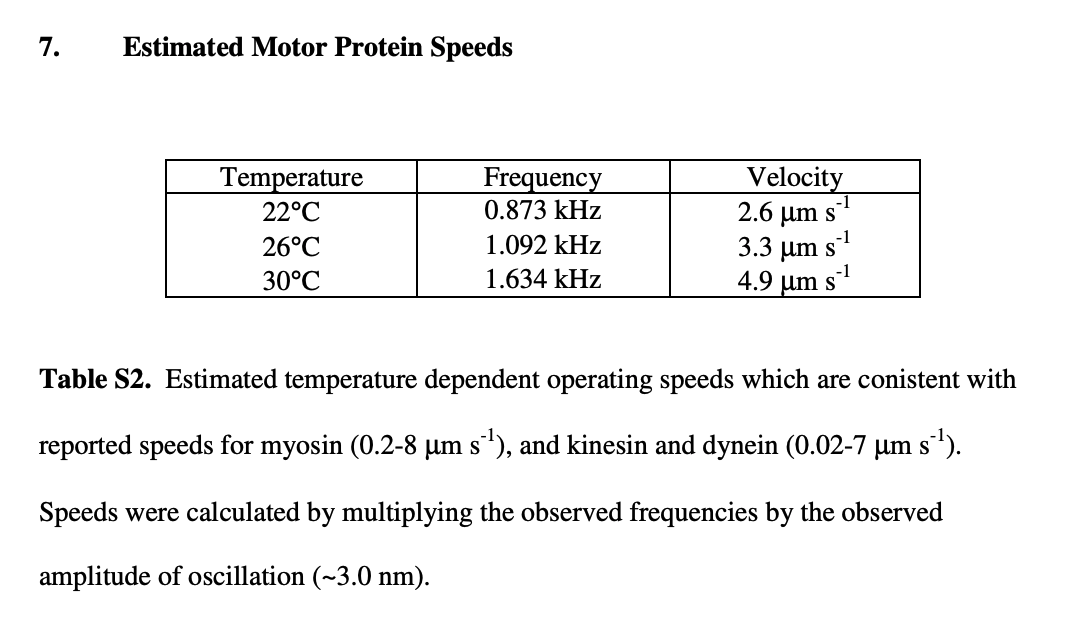 7. Estimated Motor Protein Speeds
Temperature Frequency Velocity
22°C 0.873 kHz 2.6 µm s⁻¹
26°C 1.092 kHz 3.3 µm s⁻¹
30°C 1.634 kHz 4.9 µm s⁻¹
Table S2. Estimated temperature dependent operating speeds which are conistent with
reported speeds for myosin (0.2-8 µm s⁻¹), and kinesin and dynein (0.02-7 µm s⁻¹).
Speeds were calculated by multiplying the observed frequencies by the observed
amplitude of oscillation (~3.0 nm).